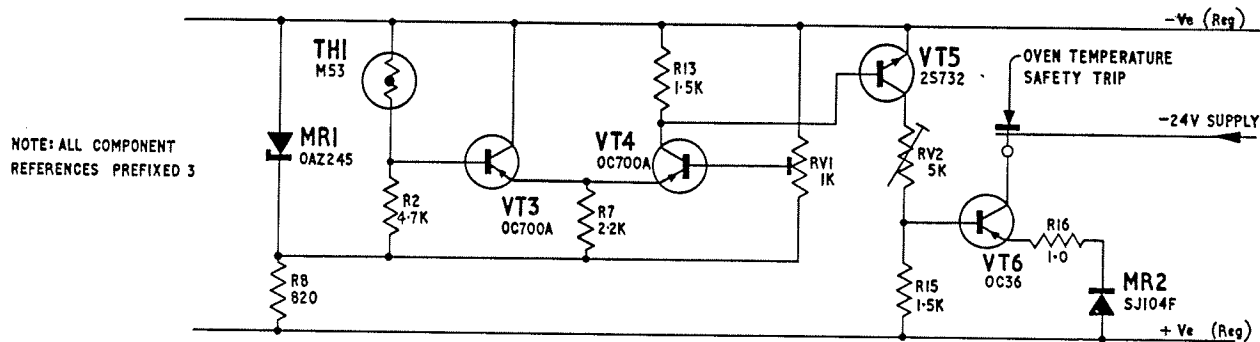 -Ve (Reg)
TH1
M53
R13
1·5K
VT5
2S732
OVEN TEMPERATURE
SAFETY TRIP
-24V SUPPLY
NOTE: ALL COMPONENT
REFERENCES PREFIXED 3
MR1
OAZ245
VT4
OC700A
RV1
1K
RV2
5K
R2
4·7K
VT3
OC700A
R7
2·2K
R16
1·0
VT6
OC36
R8
820
R15
1·5K
MR2
SJ104F
+Ve (Reg)